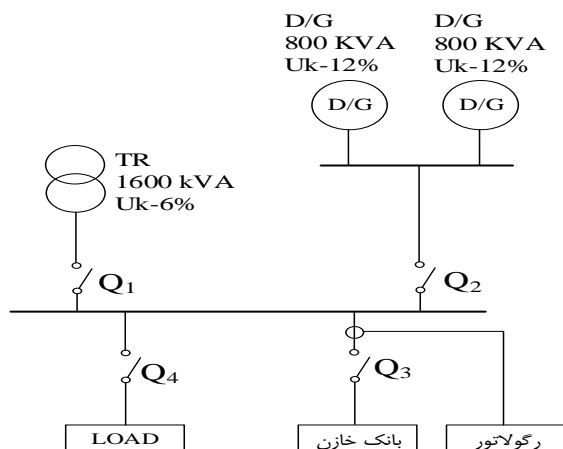 D/G
800 KVA
Uk-12%
D/G
D/G
800 KVA
Uk-12%
D/G
TR
1600 kVA
Uk-6%
Q1
Q2
Q4
Q3
LOAD
بانک خازن
رگولاتور